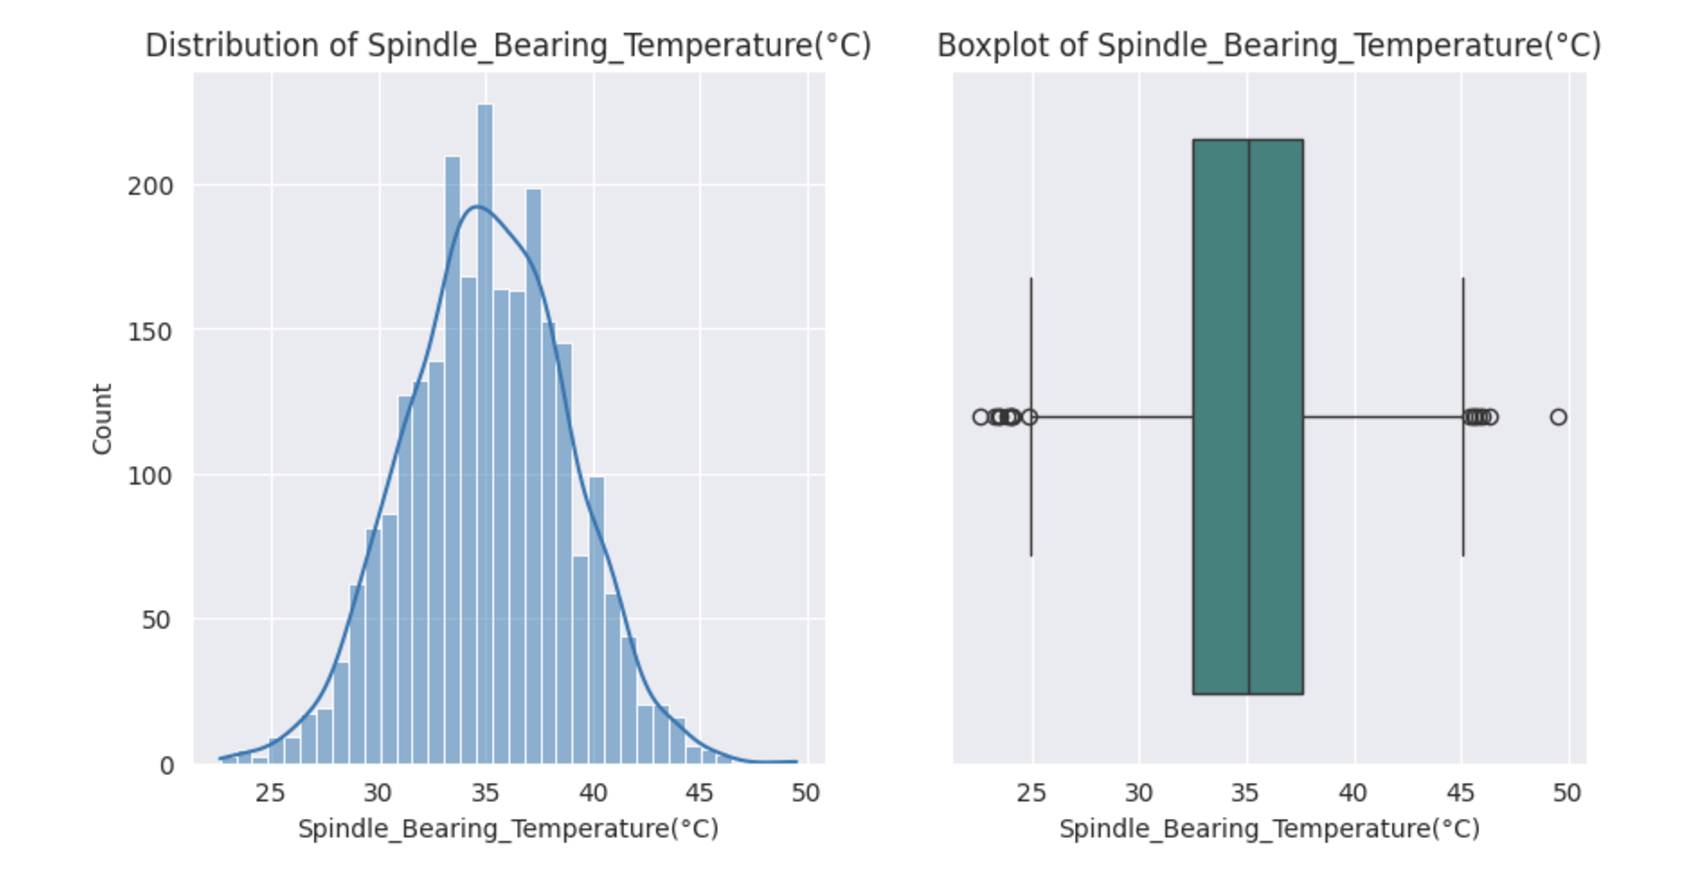 Distribution of Spindle_Bearing_Temperature(°C)
200
150
100
50
0
Count
25 30 35 40 45 50
Spindle_Bearing_Temperature(°C)
Boxplot of Spindle_Bearing_Temperature(°C)
25 30 35 40 45 50
Spindle_Bearing_Temperature(°C)